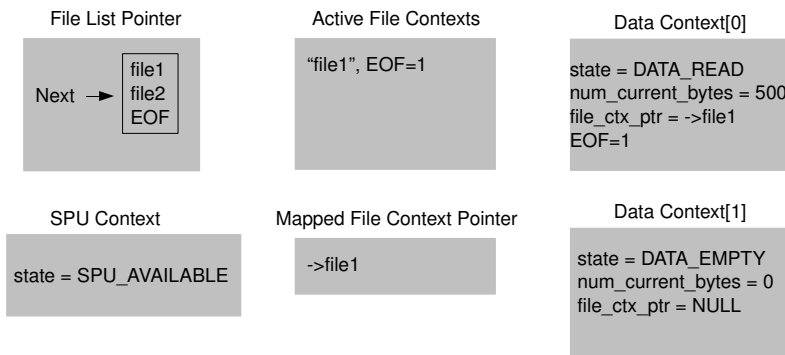 File List Pointer
Next
file1
file2
EOF
Active File Contexts
“file1”, EOF=1
Data Context[0]
state = DATA_READ
num_current_bytes = 500
file_ctx_ptr = ->file1
EOF=1
SPU Context
state = SPU_AVAILABLE
Mapped File Context Pointer
->file1
Data Context[1]
state = DATA_EMPTY
num_current_bytes = 0
file_ctx_ptr = NULL